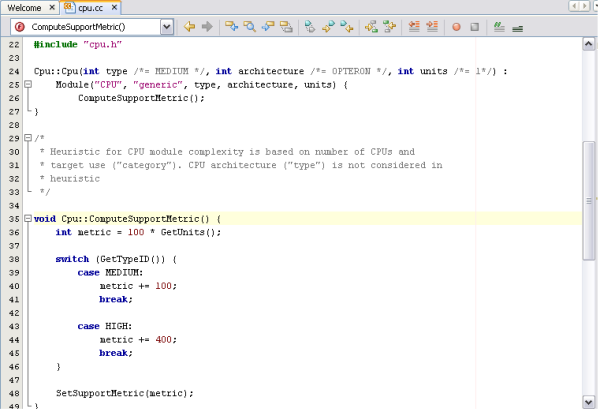 Welcome
cpu.cc
ComputeSupportMetric()
22 #include "cpu.h"
23
24 Cpu::Cpu(int type /*= MEDIUM */, int architecture /*= OPTERON */, int units /*= 1*/) :
25     Module("CPU", "generic", type, architecture, units) {
26         ComputeSupportMetric();
27 }
28
29 /*
30  * Heuristic for CPU module complexity is based on number of CPUs and
31  * target use ("category"). CPU architecture ("type") is not considered in
32  * heuristic
33  */
34
35 void Cpu::ComputeSupportMetric() {
36     int metric = 100 * GetUnits();
37
38     switch (GetTypeID()) {
39         case MEDIUM:
40             metric += 100;
41             break;
42
43         case HIGH:
44             metric += 400;
45             break;
46     }
47
48     SetSupportMetric(metric);
49 }